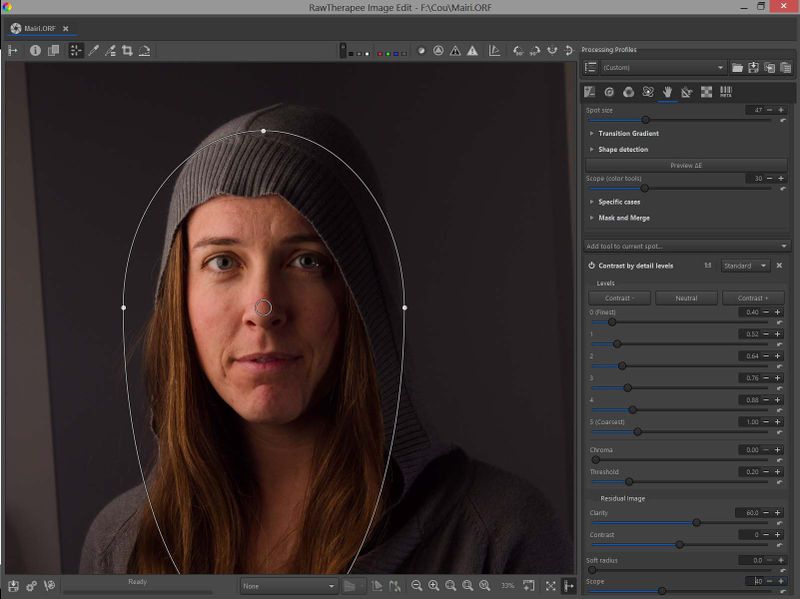 RawTherapee Image Edit - F:\Cou\Mairi.ORF
Mairi.ORF
Processing Profiles
(Custom)
META
Spot size 47
Transition Gradient
Shape detection
Preview ΔE
Scope (color tools) 30
Specific cases
Mask and Merge
Add tool to current spot...
Contrast by detail levels 1:1 Standard
Levels
Contrast - Neutral Contrast +
0 (Finest) 0.40
1 0.52
2 0.64
3 0.76
4 0.88
5 (Coarsest) 1.00
Chroma 0.00
Threshold 0.20
Residual Image
Clarity 60.0
Contrast 0
Soft radius 0.0
Scope 40
Ready
None
33%